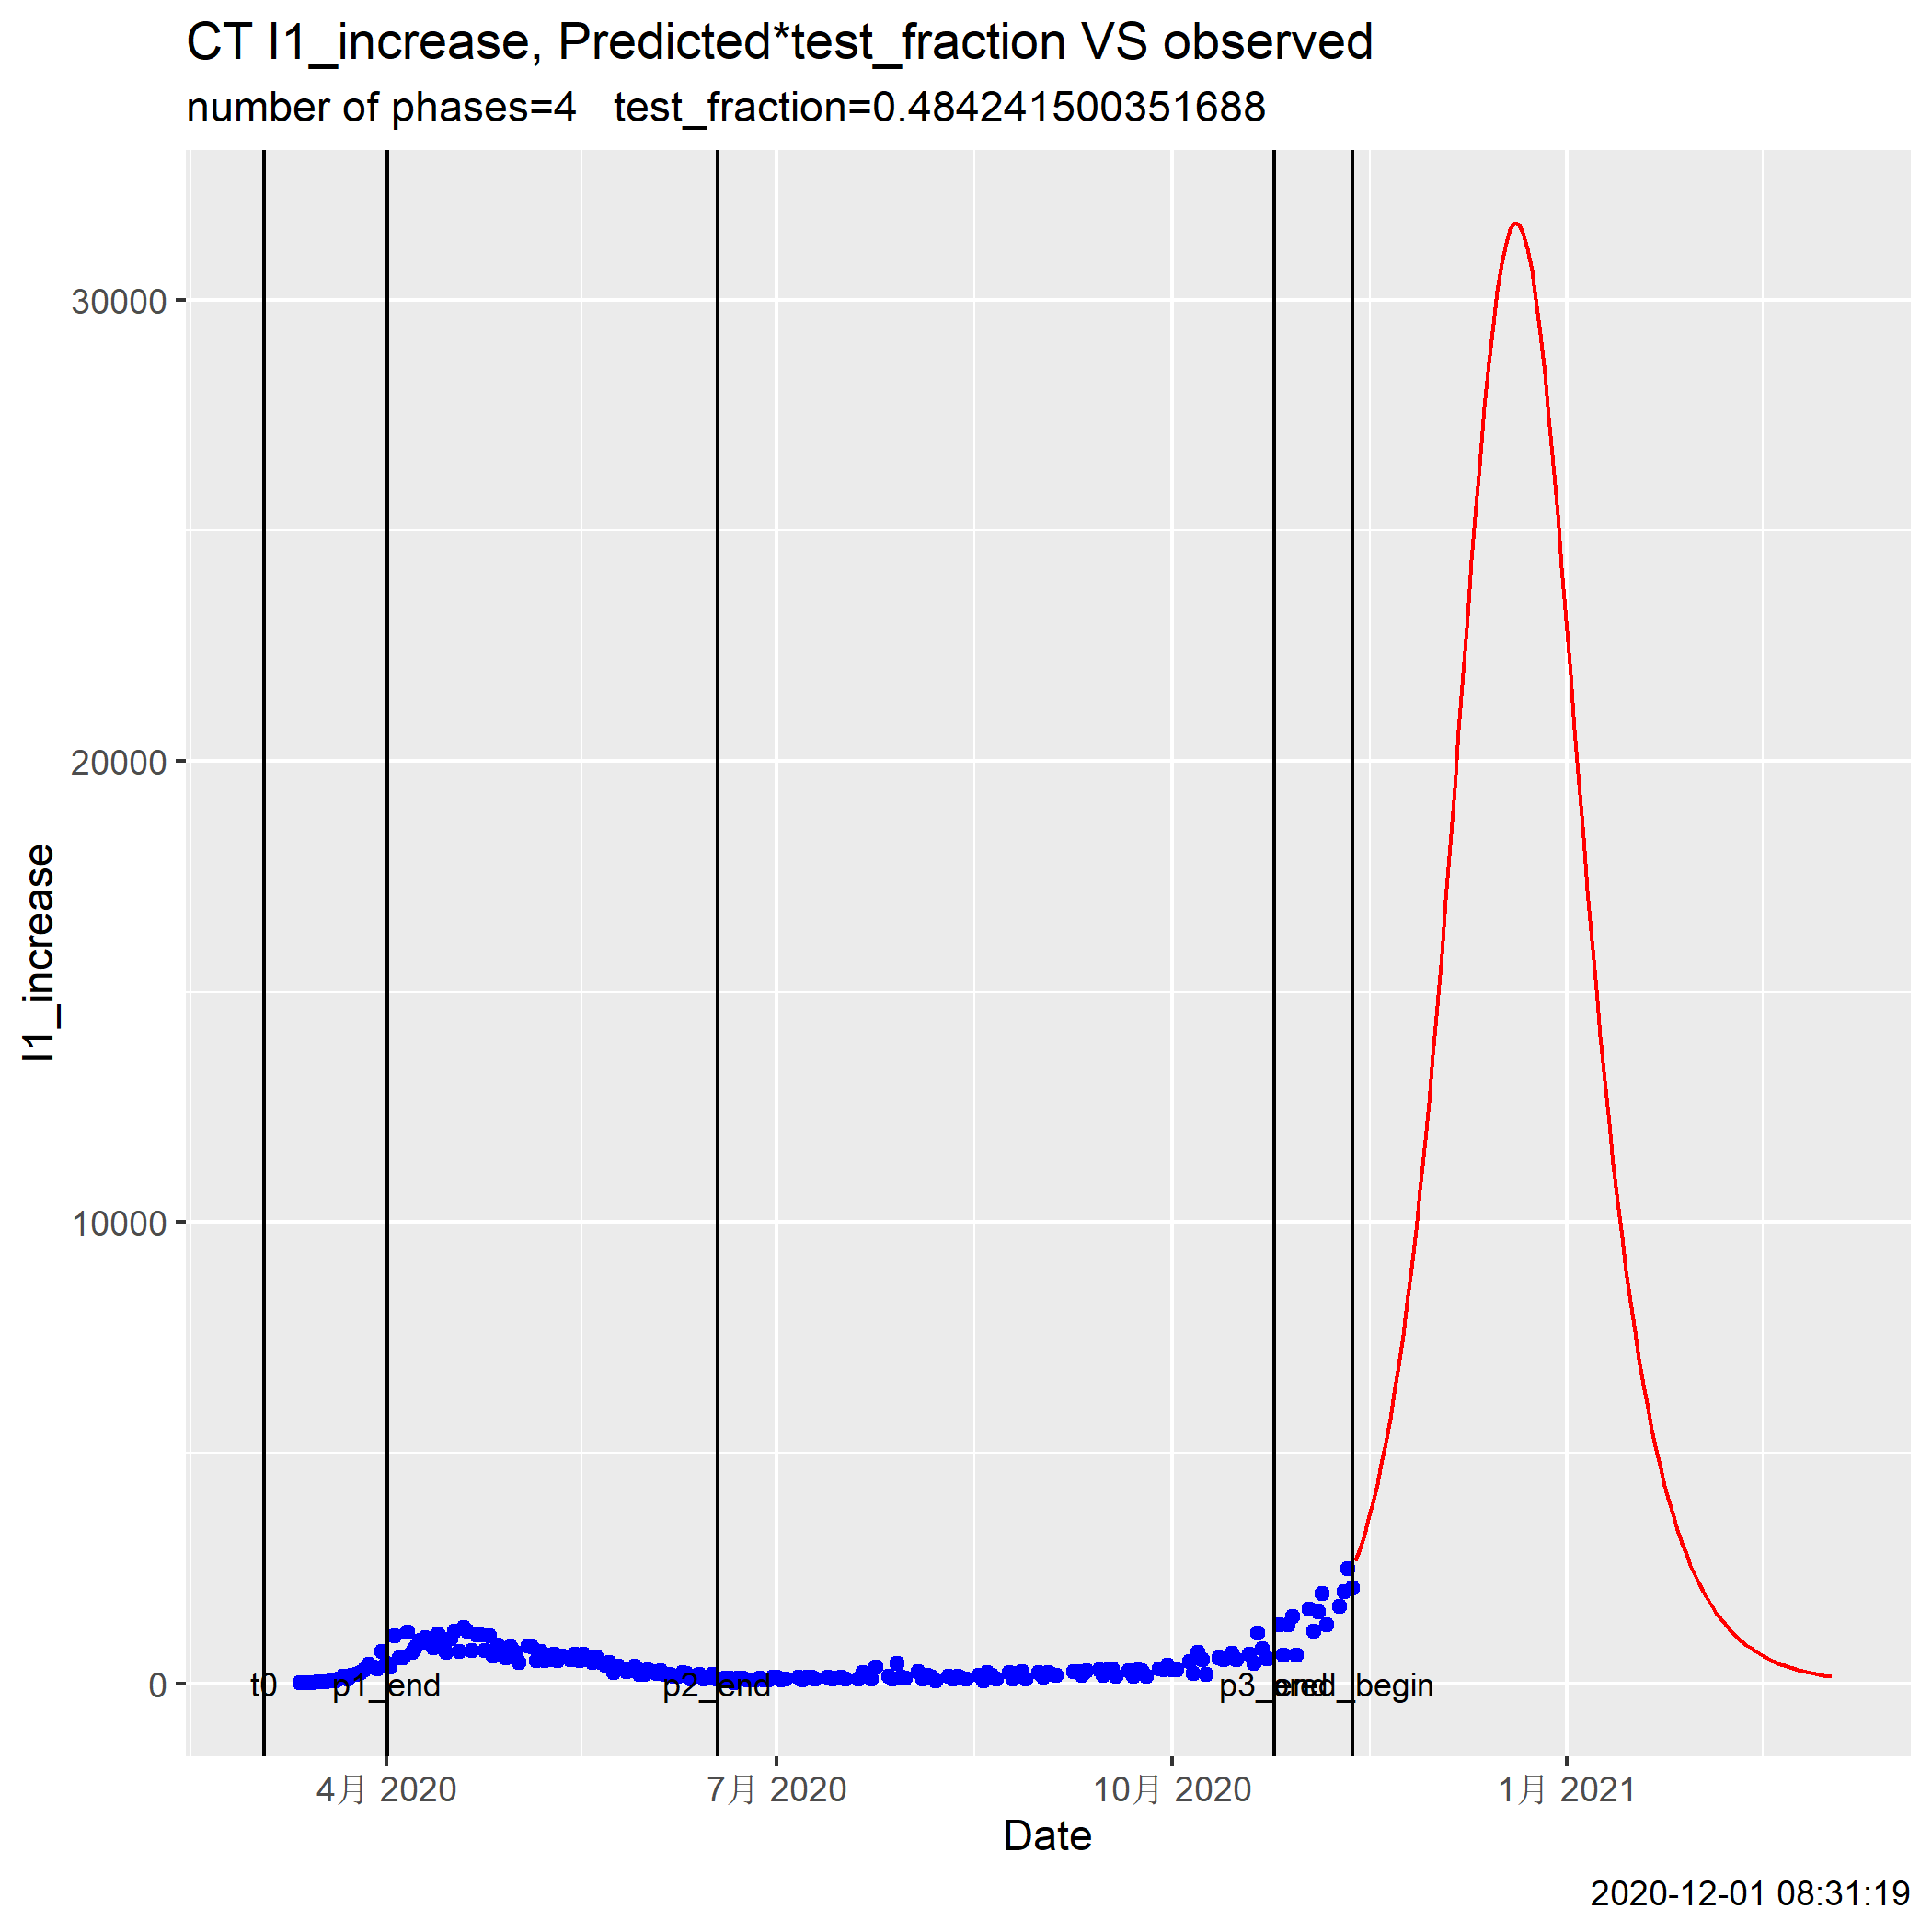 CT I1_increase, Predicted*test_fraction VS observed
number of phases=4 test_fraction=0.484241500351688
I1_increase
30000
20000
10000
0
t0
p1_end
p2_end
p3_end
pred_begin
4月 2020
7月 2020
10月 2020
1月 2021
Date
2020-12-01 08:31:19